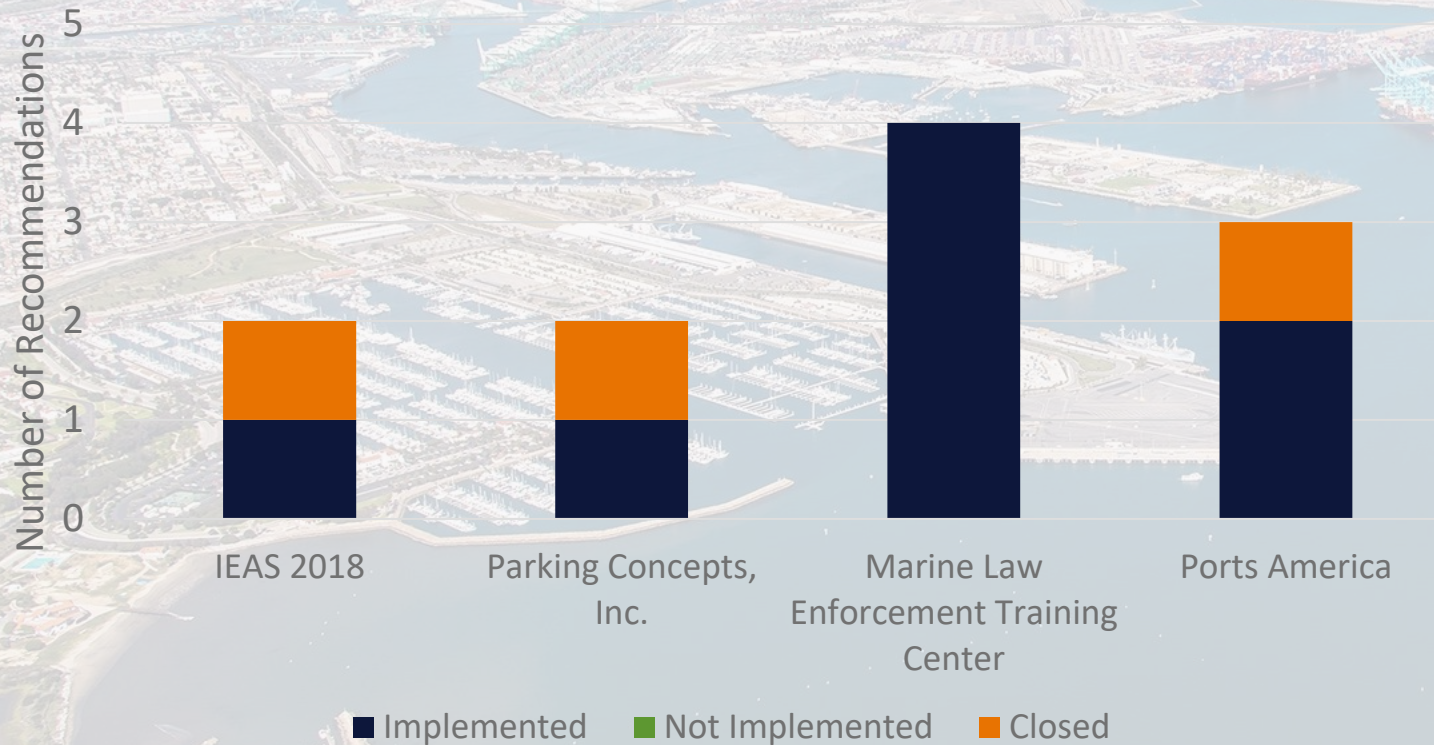 Number of Recommendations
5
4
3
2
1
0
IEAS 2018
Parking Concepts,
Inc.
Marine Law
Enforcement Training
Center
Ports America
Implemented
Not Implemented
Closed